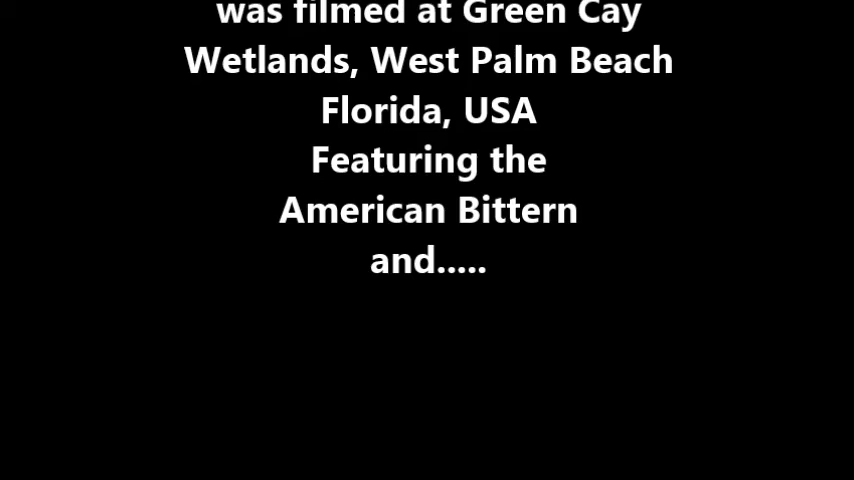 was filmed at Green Cay
Wetlands, West Palm Beach
Florida, USA
Featuring the
American Bittern
and.....